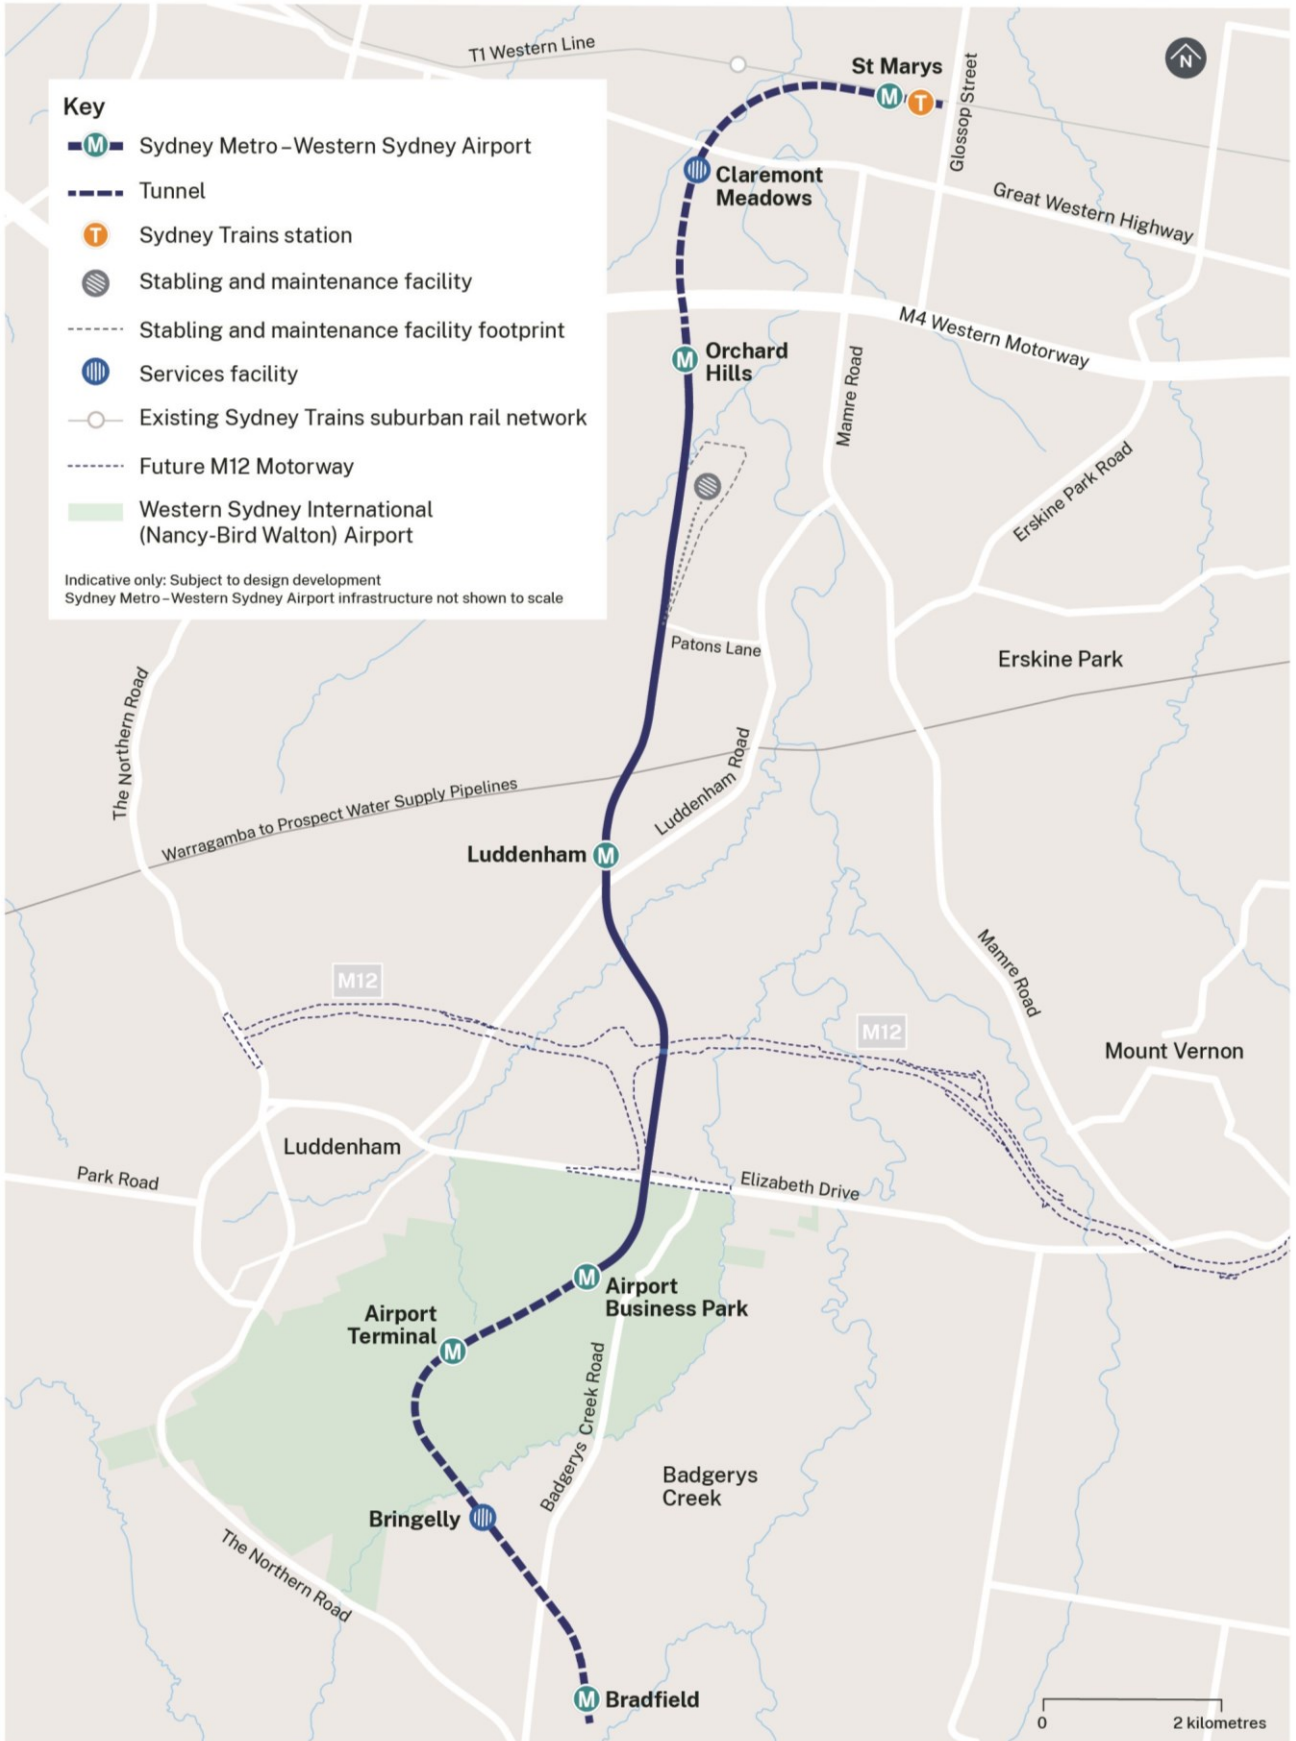 T1 Western Line
St Marys
N
M
T
Glossop Street
Key
M
Sydney Metro – Western Sydney Airport
Tunnel
T
Sydney Trains station
Stabling and maintenance facility
Stabling and maintenance facility footprint
Services facility
Existing Sydney Trains suburban rail network
Future M12 Motorway
Western Sydney International
(Nancy-Bird Walton) Airport
Indicative only: Subject to design development
Sydney Metro – Western Sydney Airport infrastructure not shown to scale
Claremont
Meadows
Great Western Highway
M4 Western Motorway
M
Orchard
Hills
Mamre Road
Erskine Park Road
Patons Lane
Erskine Park
The Northern Road
Luddenham Road
Warragamba to Prospect Water Supply Pipelines
Luddenham
M
Mamre Road
M12
M12
Mount Vernon
Luddenham
Park Road
Elizabeth Drive
M
Airport
Business Park
Airport
Terminal
M
Badgerys Creek Road
Badgerys
Creek
Bringelly
The Northern Road
M
Bradfield
0
2 kilometres